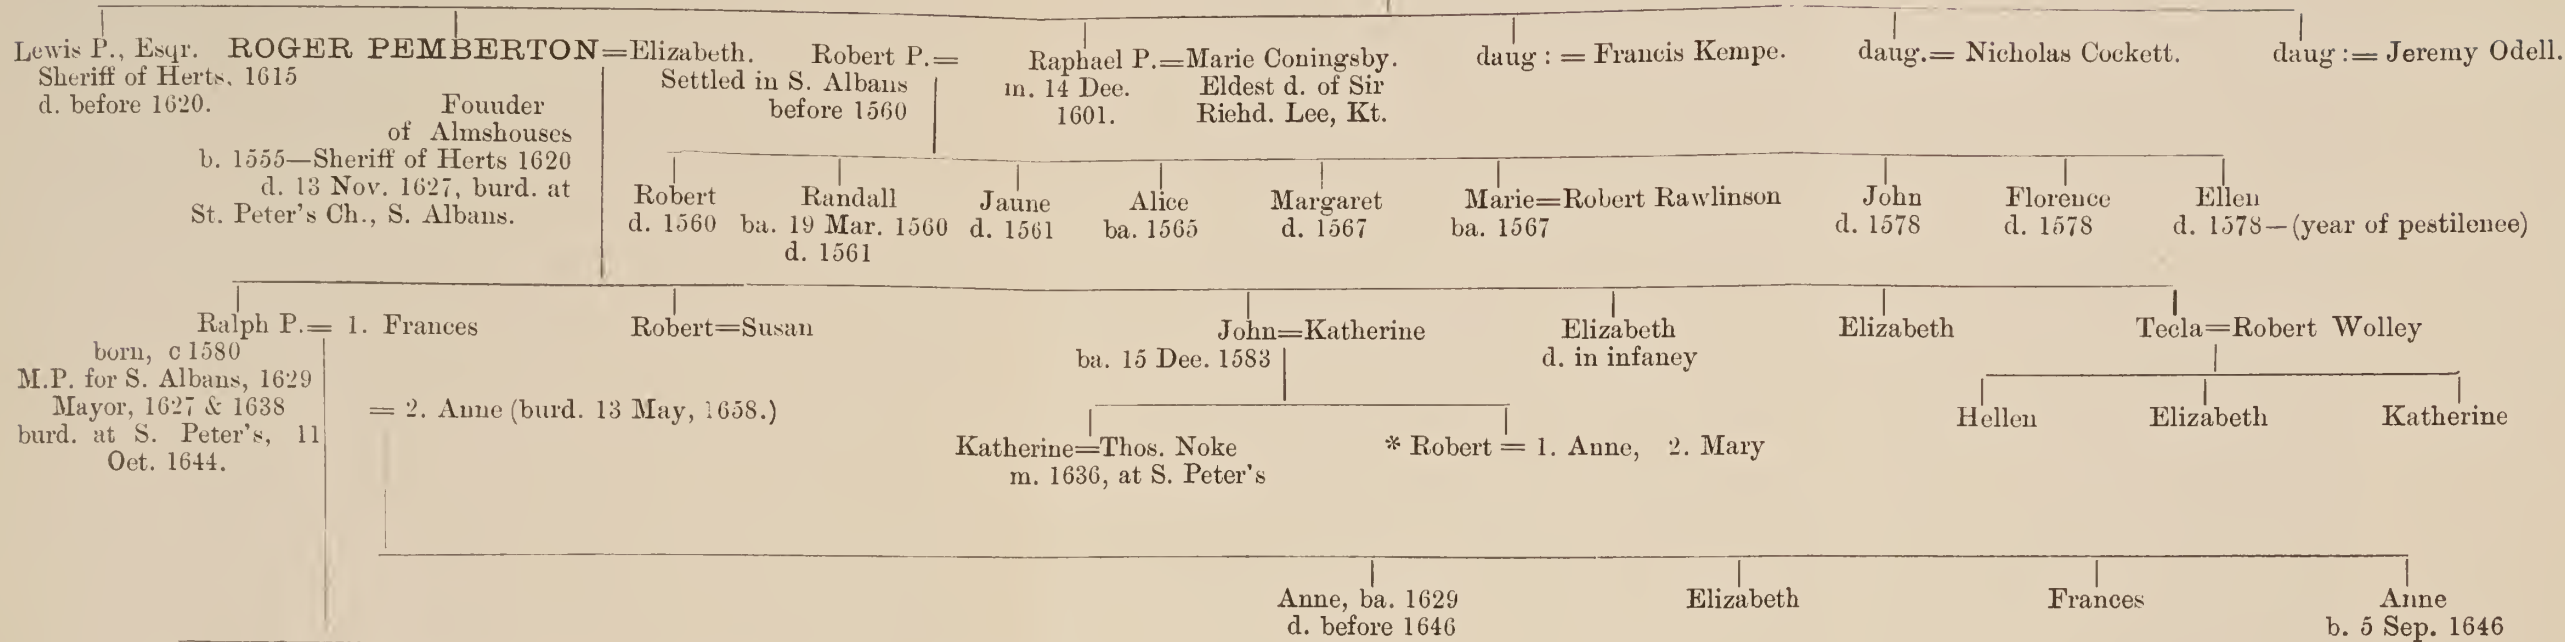 Lewis P., Esqr. ROGER PEMBERTON=Elizabeth. Robert P.= Raphael P.=Marie Coningsby. daug: = Francis Kempe. daug.= Nicholas Cockett. daug:= Jeremy Odell.
Sheriff of Herts, 1615
d. before 1620.
Founder
of Almshouses
b. 1555—Sheriff of Herts 1620
d. 13 Nov. 1627, burd. at
St. Peter's Ch., S. Albans.
Settled in S. Albans
before 1560
m. 14 Dec.
1601.
Eldest d. of Sir
Richd. Lee, Kt.
Robert
d. 1560
Randall
ba. 19 Mar. 1560
d. 1561
Jaune
d. 1561
Alice
ba. 1565
Margaret
d. 1567
Marie=Robert Rawlinson
ba. 1567
John
d. 1578
Florence
d. 1578
Ellen
d. 1578—(year of pestilence)
Ralph P.= 1. Frances
born, c 1580
M.P. for S. Albans, 1629
Mayor, 1627 & 1638
burd. at S. Peter's, 11
Oct. 1644.
= 2. Anne (burd. 13 May, 1658.)
Robert=Susan
John=Katherine
ba. 15 Dec. 1583
Elizabeth
d. in infancy
Elizabeth
Tecla=Robert Wolley
Hellen
Elizabeth
Katherine
Katherine=Thos. Noke
m. 1636, at S. Peter's
* Robert = 1. Anne, 2. Mary
Anne, ba. 1629
d. before 1646
Elizabeth
Frances
Anne
b. 5 Sep. 1646